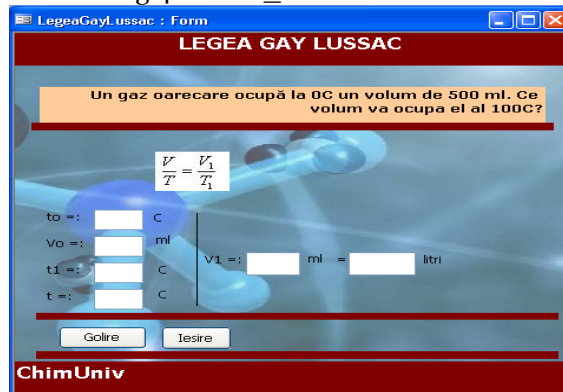 LegeaGayLussac : Form
LEGEA GAY LUSSAC
Un gaz oarecare ocupă la 0C un volum de 500 ml. Ce
volum va ocupa el al 100C?
V/T = V₁/T₁
to =: C
Vo =: ml
V1 =: ml = litri
t1 =: C
t =: C
Golire Iesire
ChimUniv